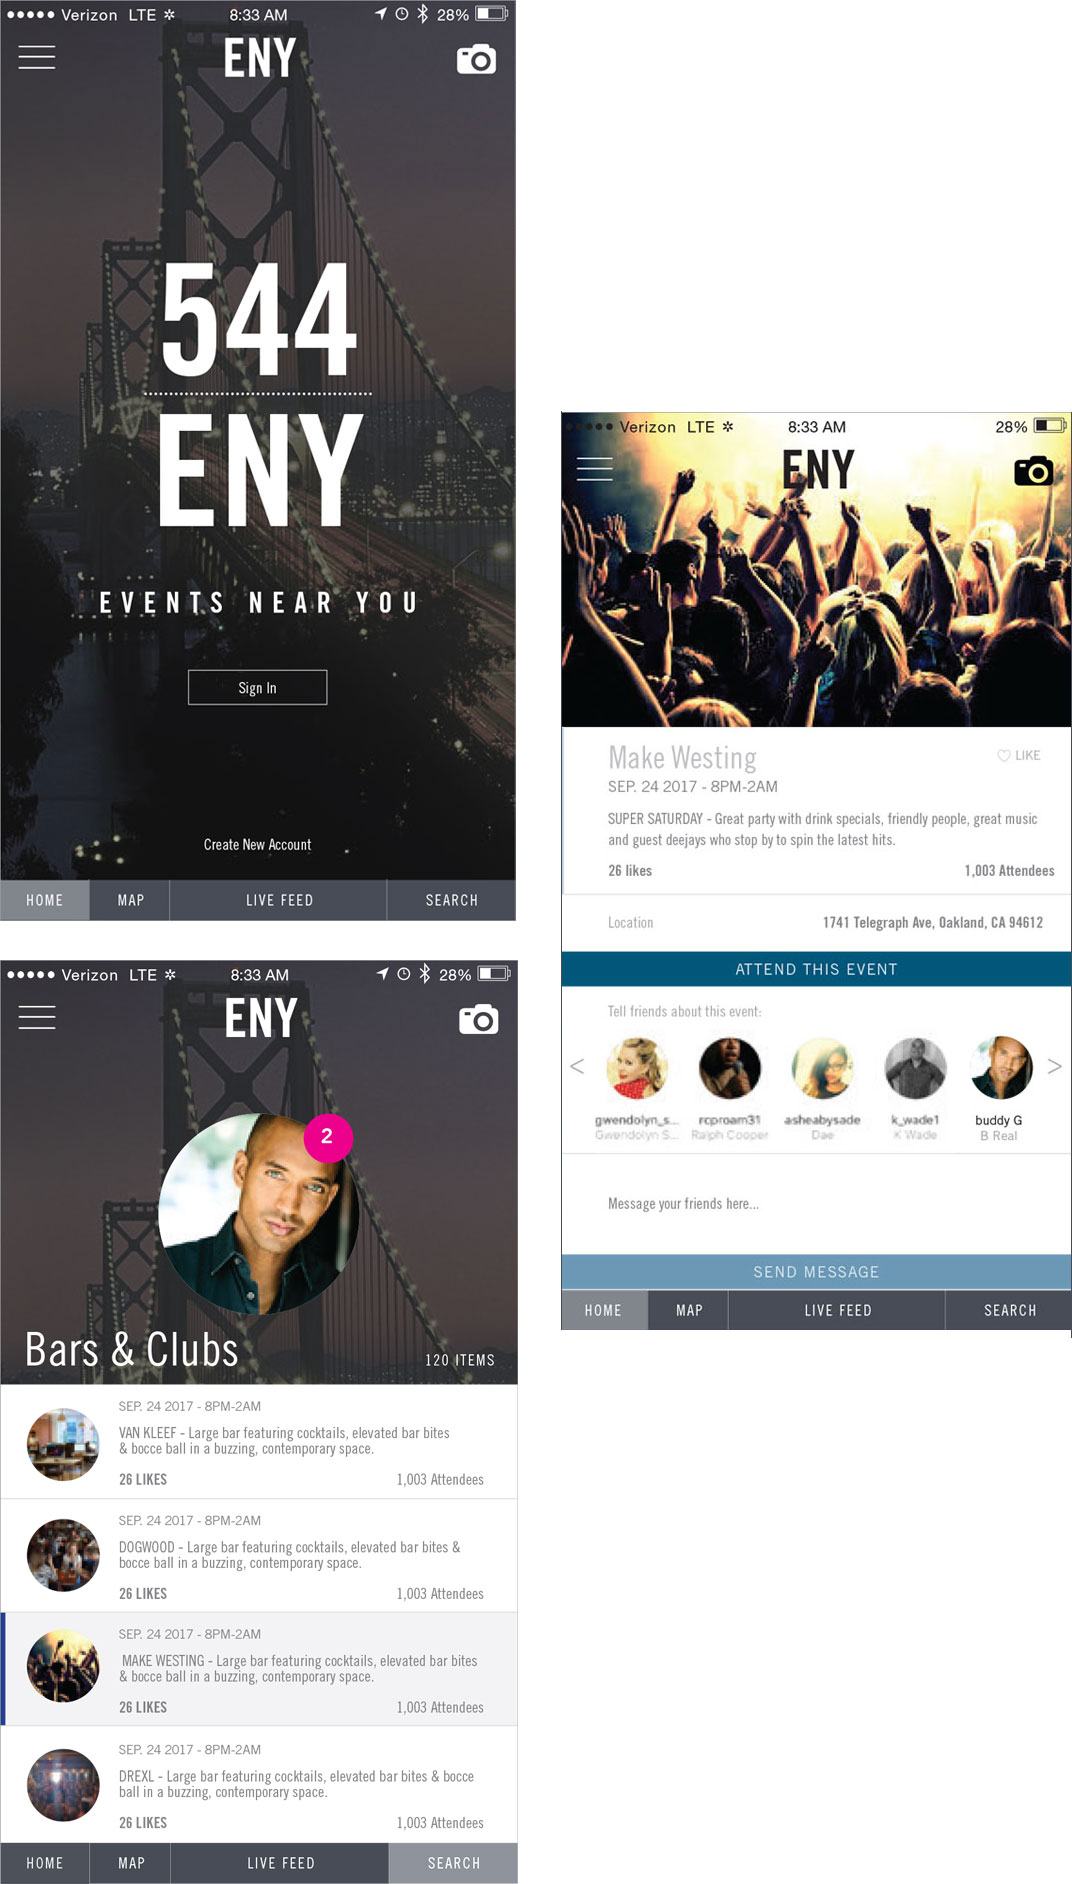 Verizon LTE 8:33 AM 28%
ENY
544
ENY
EVENTS NEAR YOU
Sign In
Create New Account
HOME MAP LIVE FEED SEARCH
Verizon LTE 8:33 AM 28%
ENY
2
Bars & Clubs
120 ITEMS
SEP. 24 2017 - 8PM-2AM
VAN KLEEF - Large bar featuring cocktails, elevated bar bites
& bocce ball in a buzzing, contemporary space.
26 LIKES 1,003 Attendees
SEP. 24 2017 - 8PM-2AM
DOGWOOD - Large bar featuring cocktails, elevated bar bites &
bocce ball in a buzzing, contemporary space.
26 LIKES 1,003 Attendees
SEP. 24 2017 - 8PM-2AM
MAKE WESTING - Large bar featuring cocktails, elevated bar bites
& bocce ball in a buzzing, contemporary space.
26 LIKES 1,003 Attendees
SEP. 24 2017 - 8PM-2AM
DREXL - Large bar featuring cocktails, elevated bar bites & bocce
ball in a buzzing, contemporary space.
26 LIKES 1,003 Attendees
HOME MAP LIVE FEED SEARCH
Verizon LTE 8:33 AM 28%
ENY
Make Westing
LIKE
SEP. 24 2017 - 8PM-2AM
SUPER SATURDAY - Great party with drink specials, friendly people, great music
and guest deejays who stop by to spin the latest hits.
26 likes 1,003 Attendees
Location 1741 Telegraph Ave, Oakland, CA 94612
ATTEND THIS EVENT
Tell friends about this event:
< >
gwendolyn_s... rcproam31 asheabysade k_wade1 buddy G
Gwendolyn S... Ralph Cooper Dae K Wade B Real
Message your friends here...
SEND MESSAGE
HOME MAP LIVE FEED SEARCH